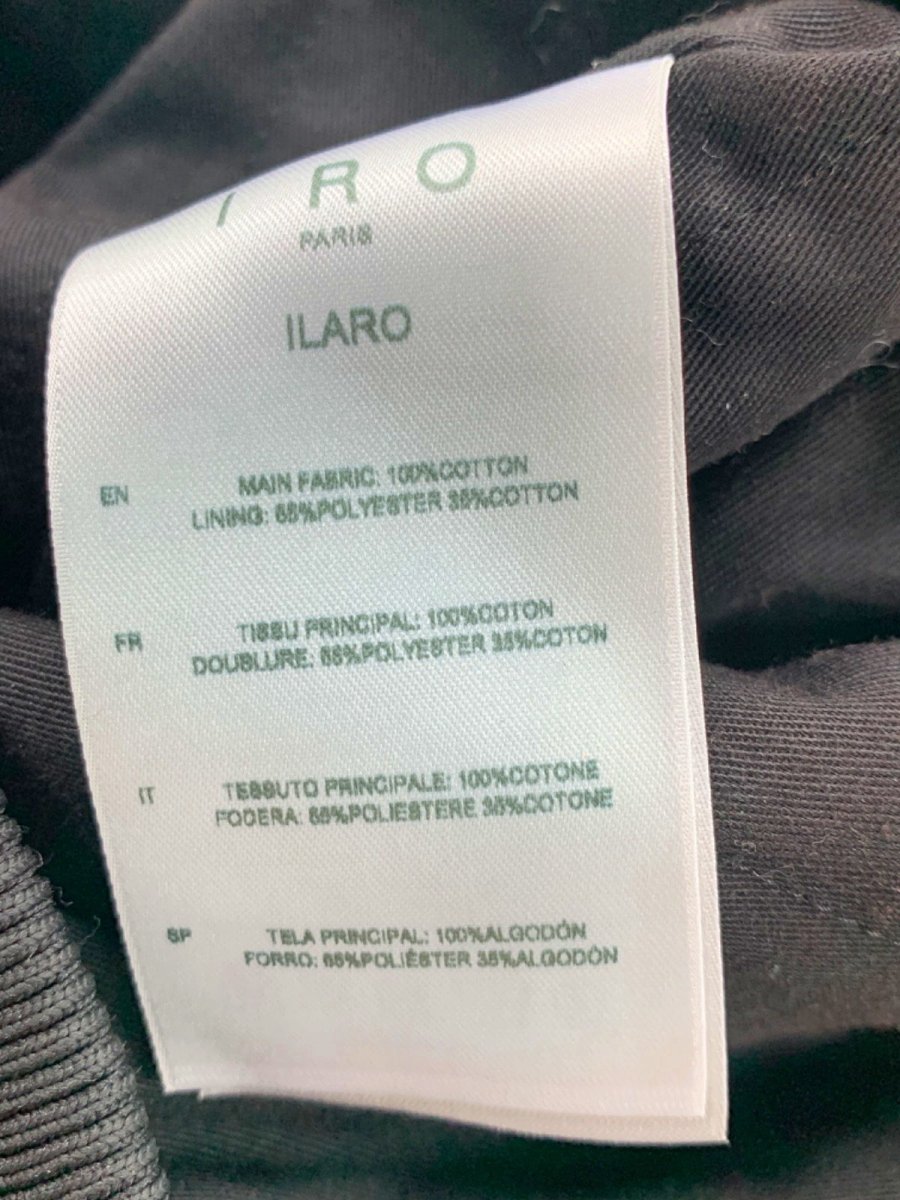 IRO
PARIS
ILARO
EN
MAIN FABRIC: 100%COTTON
LINING: 65%POLYESTER 35%COTTON
FR
TISSU PRINCIPAL: 100%COTON
DOUBLURE: 65%POLYESTER 35%COTON
IT
TESSUTO PRINCIPALE: 100%COTONE
FODERA: 65%POLIESTERE 35%COTONE
SP
TELA PRINCIPAL: 100%ALGODÓN
FORRO: 65%POLIÉSTER 35%ALGODÓN